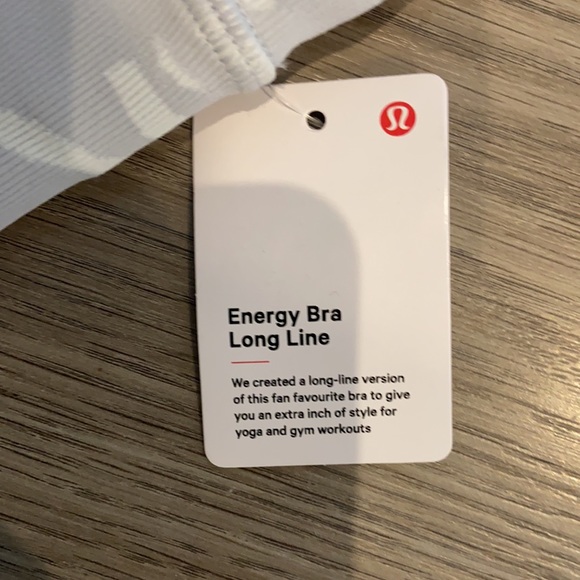 Energy Bra
Long Line
We created a long-line version
of this fan favourite bra to give
you an extra inch of style for
yoga and gym workouts